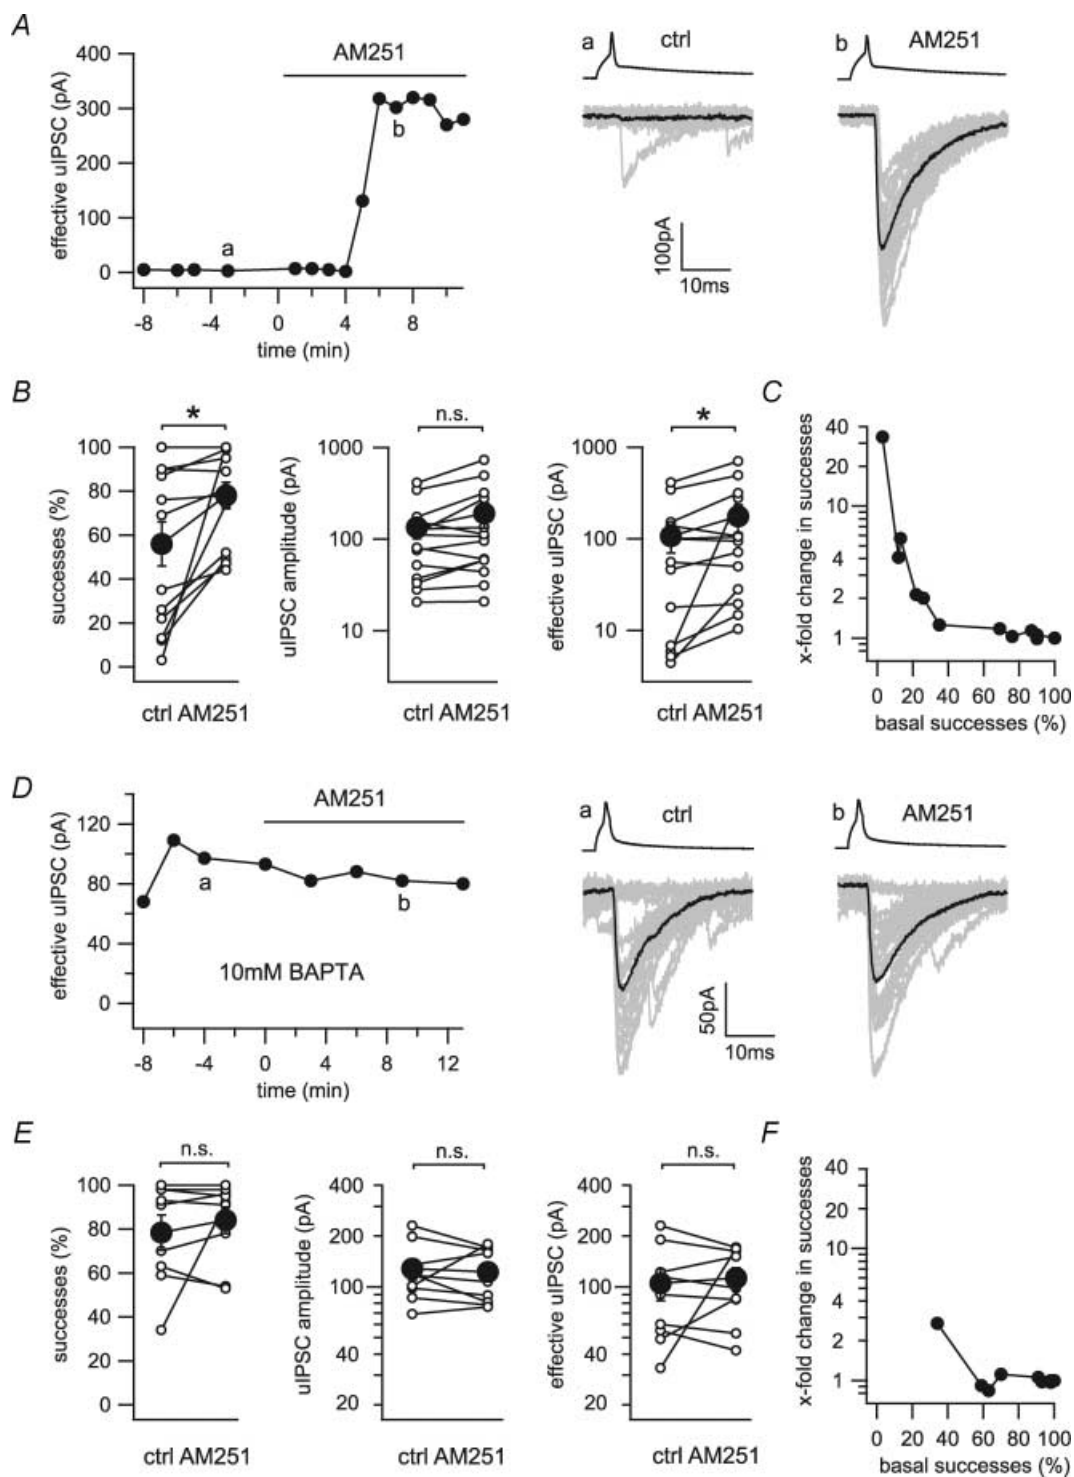 A
effective uIPSC (pA)
400
300
200
100
0
-8
-4
0
4
8
time (min)
AM251
a
b
a
ctrl
b
AM251
100pA
10ms
B
successes (%)
100
80
60
40
20
0
*
ctrl AM251
uIPSC amplitude (pA)
1000
100
10
n.s.
ctrl AM251
effective uIPSC (pA)
1000
100
10
*
ctrl AM251
C
x-fold change in successes
40
20
10
4
2
1
0
20
40
60
80
100
basal successes (%)
D
effective uIPSC (pA)
120
80
40
0
-8
-4
0
4
8
12
time (min)
AM251
a
b
10mM BAPTA
a
ctrl
b
AM251
50pA
10ms
E
successes (%)
100
80
60
40
20
0
n.s.
ctrl AM251
uIPSC amplitude (pA)
400
200
100
40
20
n.s.
ctrl AM251
effective uIPSC (pA)
400
200
100
40
20
n.s.
ctrl AM251
F
x-fold change in successes
40
20
10
4
2
1
0
20
40
60
80
100
basal successes (%)